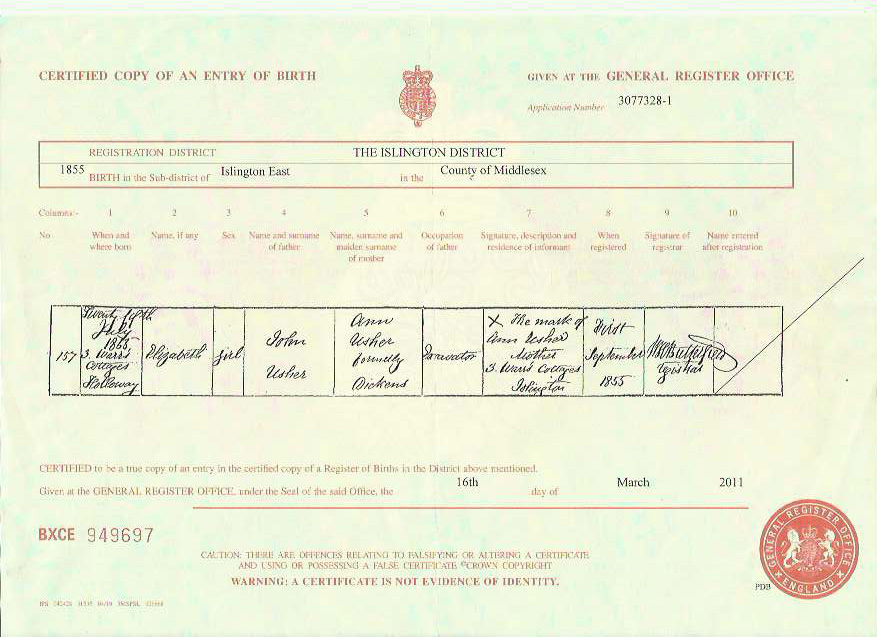 CERTIFIED COPY OF AN ENTRY OF BIRTH
GIVEN AT THE GENERAL REGISTER OFFICE
Application Number 3077328-1
REGISTRATION DISTRICT THE ISLINGTON DISTRICT
1855 BIRTH in the Sub-district of Islington East in the County of Middlesex
Columns:- 1 2 3 4 5 6 7 8 9 10
No When and Name, if any Sex Name and surname Name, surname and Occupation Signature, description and When Signature of Name entered
where born of father maiden surname of father residence of informant registered registrar after registration
of mother
Twenty fifth
July
1855
3. Wards
Cottages
Holloway
157
Elizabeth
girl
John
Usher
Ann
Usher
formerly
Dickens
Excavator
X The mark of
Ann Usher
Mother
3. Wards Cottages
Islington
First
September
1855
Registrar
CERTIFIED to be a true copy of an entry in the certified copy of a Register of Births in the District above mentioned.
Given at the GENERAL REGISTER OFFICE, under the Seal of the said Office, the 16th day of March 2011
BXCE 949697
CAUTION: THERE ARE OFFENCES RELATING TO FALSIFYING OR ALTERING A CERTIFICATE
AND USING OR POSSESSING A FALSE CERTIFICATE ©CROWN COPYRIGHT
WARNING: A CERTIFICATE IS NOT EVIDENCE OF IDENTITY.
GENERAL REGISTER OFFICE
ENGLAND
PDB